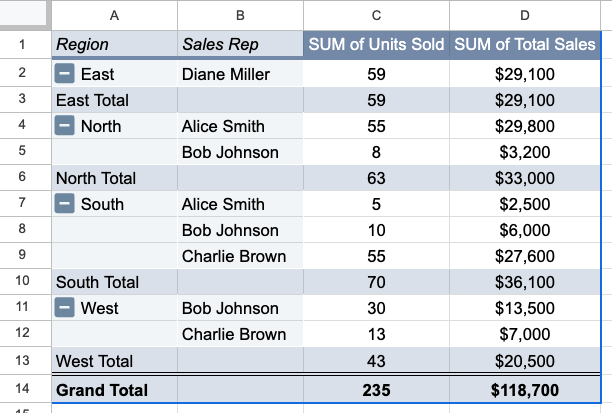 A B C D
1 Region Sales Rep SUM of Units Sold SUM of Total Sales
2 East Diane Miller 59 $29,100
3 East Total 59 $29,100
4 North Alice Smith 55 $29,800
5 Bob Johnson 8 $3,200
6 North Total 63 $33,000
7 South Alice Smith 5 $2,500
8 Bob Johnson 10 $6,000
9 Charlie Brown 55 $27,600
10 South Total 70 $36,100
11 West Bob Johnson 30 $13,500
12 Charlie Brown 13 $7,000
13 West Total 43 $20,500
14 Grand Total 235 $118,700